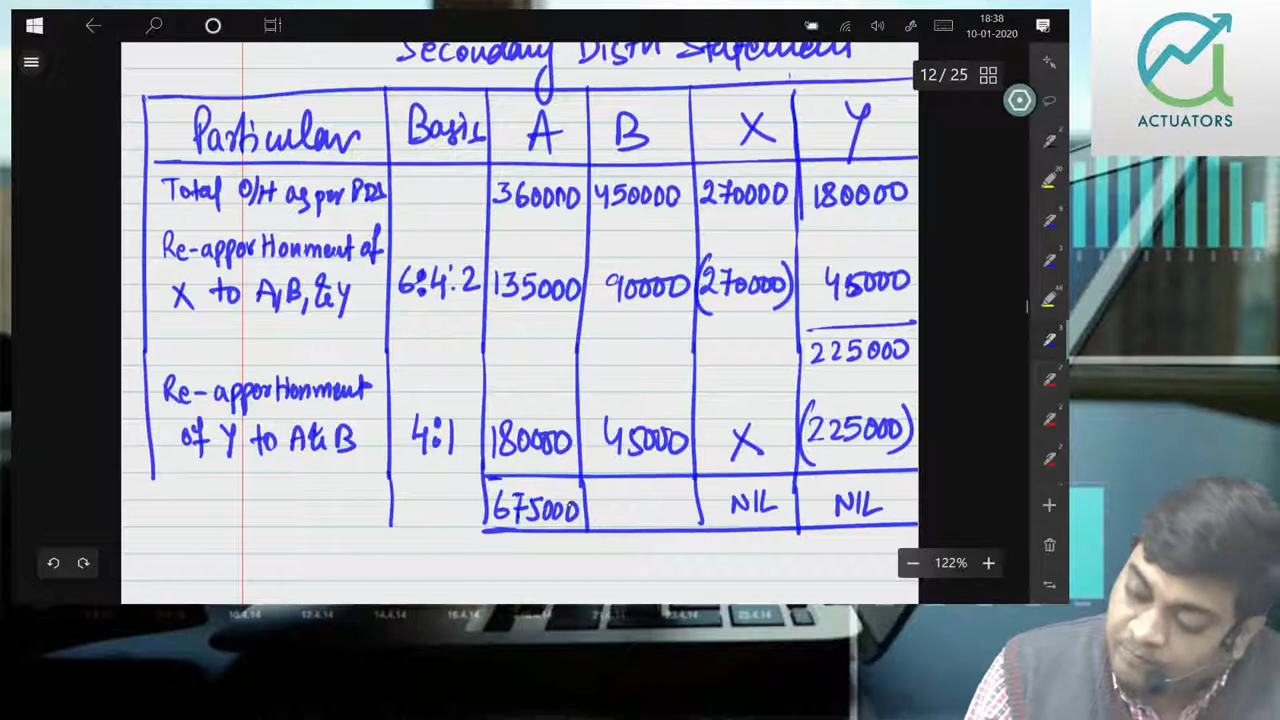 18:38
10-01-2020
12 / 25
ACTUATORS
Secondary Distn Statement
Particular Basis A B X Y
Total O/H as per PDS 360000 450000 270000 180000
Re-apportionment of
X to A, B, & Y 6:4:2 135000 90000 (270000) 45000
225000
Re-apportionment
of Y to A & B 4:1 180000 45000 X (225000)
675000 NIL NIL
122%